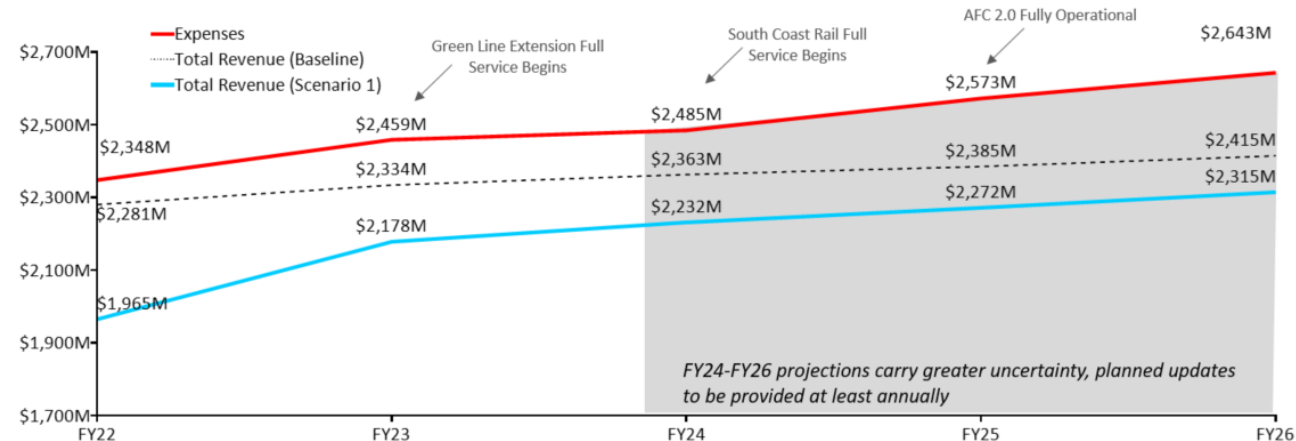 AFC 2.0 Fully Operational
$2,643M
South Coast Rail Full
Service Begins
Green Line Extension Full
Service Begins
Expenses
Total Revenue (Baseline)
Total Revenue (Scenario 1)
$2,700M
$2,500M
$2,300M
$2,100M
$1,900M
$1,700M
$2,348M
$2,459M
$2,485M
$2,573M
$2,281M
$2,334M
$2,363M
$2,385M
$2,415M
$1,965M
$2,178M
$2,232M
$2,272M
$2,315M
FY24-FY26 projections carry greater uncertainty, planned updates
to be provided at least annually
FY22
FY23
FY24
FY25
FY26